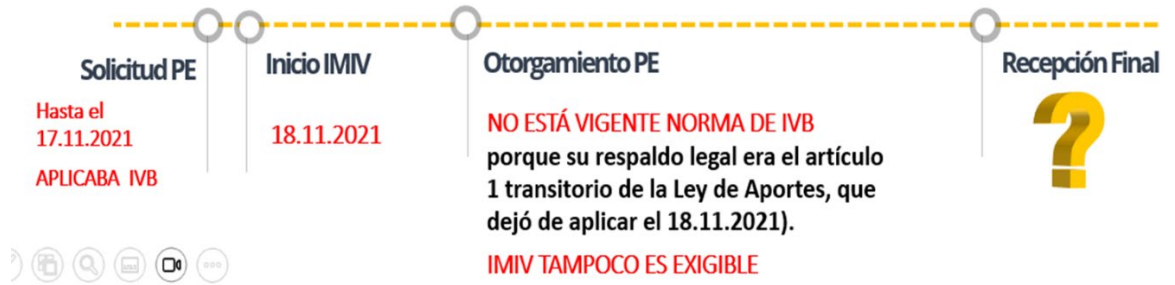 Solicitud PE
Hasta el
17.11.2021
APLICABA IVB
Inicio IMIV
18.11.2021
Otorgamiento PE
NO ESTÁ VIGENTE NORMA DE IVB
porque su respaldo legal era el artículo
1 transitorio de la Ley de Aportes, que
dejó de aplicar el 18.11.2021).
IMIV TAMPOCO ES EXIGIBLE
Recepción Final
?